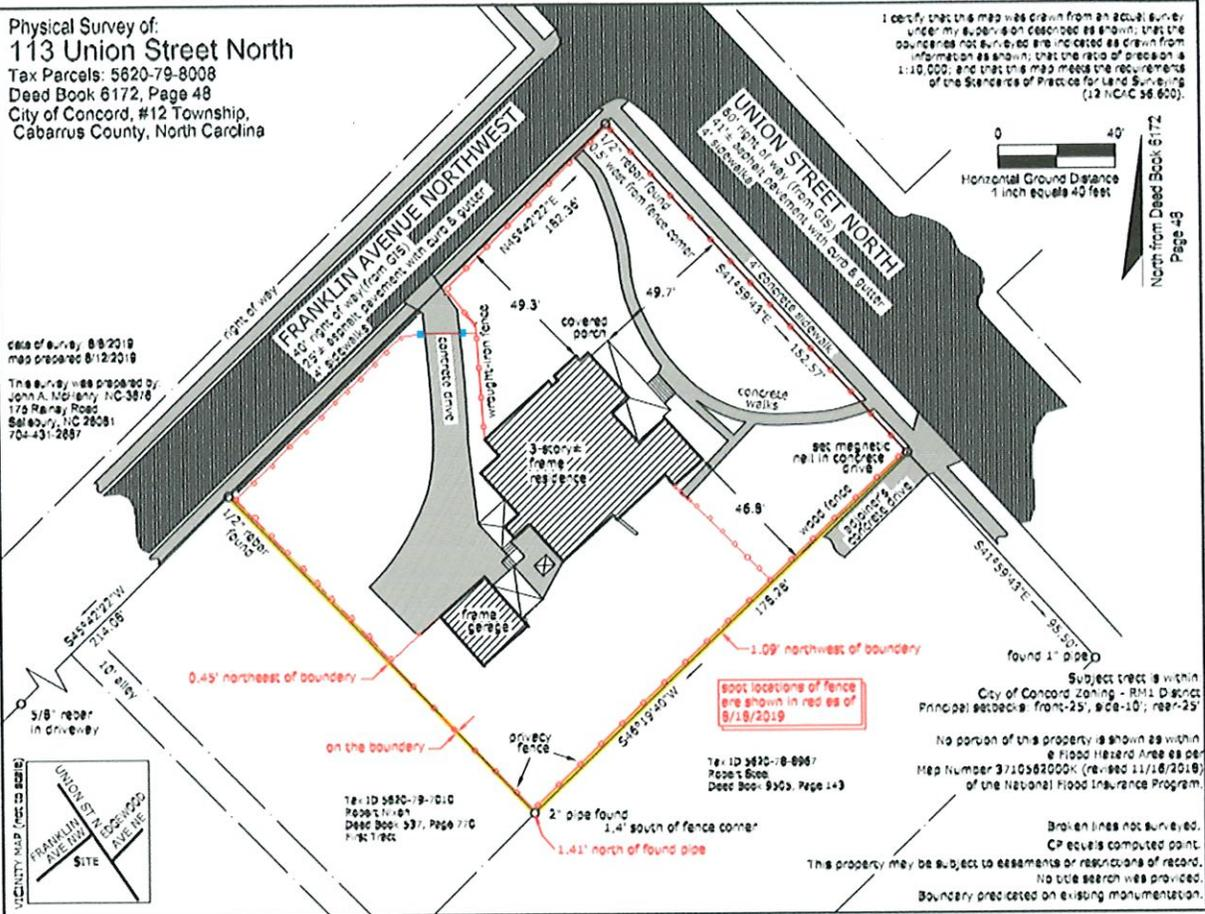 Physical Survey of:
113 Union Street North
Tax Parcels: 5620-79-8008
Deed Book 6172, Page 48
City of Concord, #12 Township,
Cabarrus County, North Carolina
I certify that this map was drawn from an actual survey
under my supervision described as shown; that the
boundaries not surveyed are indicated as drawn from
information as shown; that the ratio of precision is
1:10,000; and that this map meets the requirements
of the Standards of Practice for Land Surveying
(12 NCAC 56.600).
0 40'
Horizontal Ground Distance
1 inch equals 40 feet
North from Deed Book 6172
Page 48
UNION STREET NORTH
60' right of way (from GIS)
41'± asphalt pavement with curb & gutter
4' sidewalks
FRANKLIN AVENUE NORTHWEST
40' right of way (from GIS)
25'± asphalt pavement with curb & gutter
4' sidewalks
right of way
1/2" rebar found
0.5' west from fence corner
N45°42'22"E
182.36'
S41°59'43"E
182.57'
4' concrete sidewalk
49.3'
49.7'
covered
porch
concrete
walks
wrought iron fence
concrete drive
3-story±
frame
residence
46.8'
set magnetic
nail in concrete
drive
wood fence
adjoiner's
concrete drive
date of survey 8/8/2019
map prepared 8/12/2019
This survey was prepared by:
John A. McHenry NC-3876
175 Rainey Road
Salisbury, NC
704-431-2887
1/2" rebar
found
frame
garage
178.28'
S46°19'40"W
S41°59'43"E
95.50'
found 1" pipe
S45°42'22"W
214.06'
10' alley
5/8" rebar
in driveway
0.45' northeast of boundary
on the boundary
1.09' northwest of boundary
spot locations of fence
are shown in red as of
privacy
fence
Tax ID 5620-79-7010
Robert Nixon
Deed Book 537, Page 770
First Tract
Tax ID 5620-78-8967
Robert
Deed Book 9505, Page 143
2" pipe found
1.4' south of fence corner
1.41' north of found pipe
Subject tract is within
City of Concord Zoning - RM1 District
Principal setbacks: front-25', side-10'; rear-25'
No portion of this property is shown as within
a Flood Hazard Area as per
Map Number 3710562000K (revised 11/16/2018)
of the National Flood Insurance Program.
Broken lines not surveyed.
CP equals computed point.
This property may be subject to easements or restrictions of record.
No title search was provided.
Boundary predicated on existing monumentation.
VICINITY MAP (not to scale)
UNION ST N
FRANKLIN
AVE NW
EDGEWOOD
AVE NE
SITE